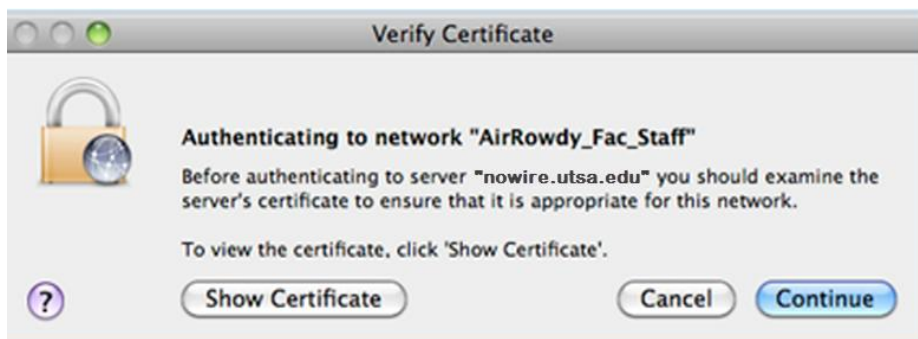 Verify Certificate
Authenticating to network "AirRowdy_Fac_Staff"
Before authenticating to server "nowire.utsa.edu" you should examine the
server's certificate to ensure that it is appropriate for this network.
To view the certificate, click 'Show Certificate'.
? Show Certificate Cancel Continue